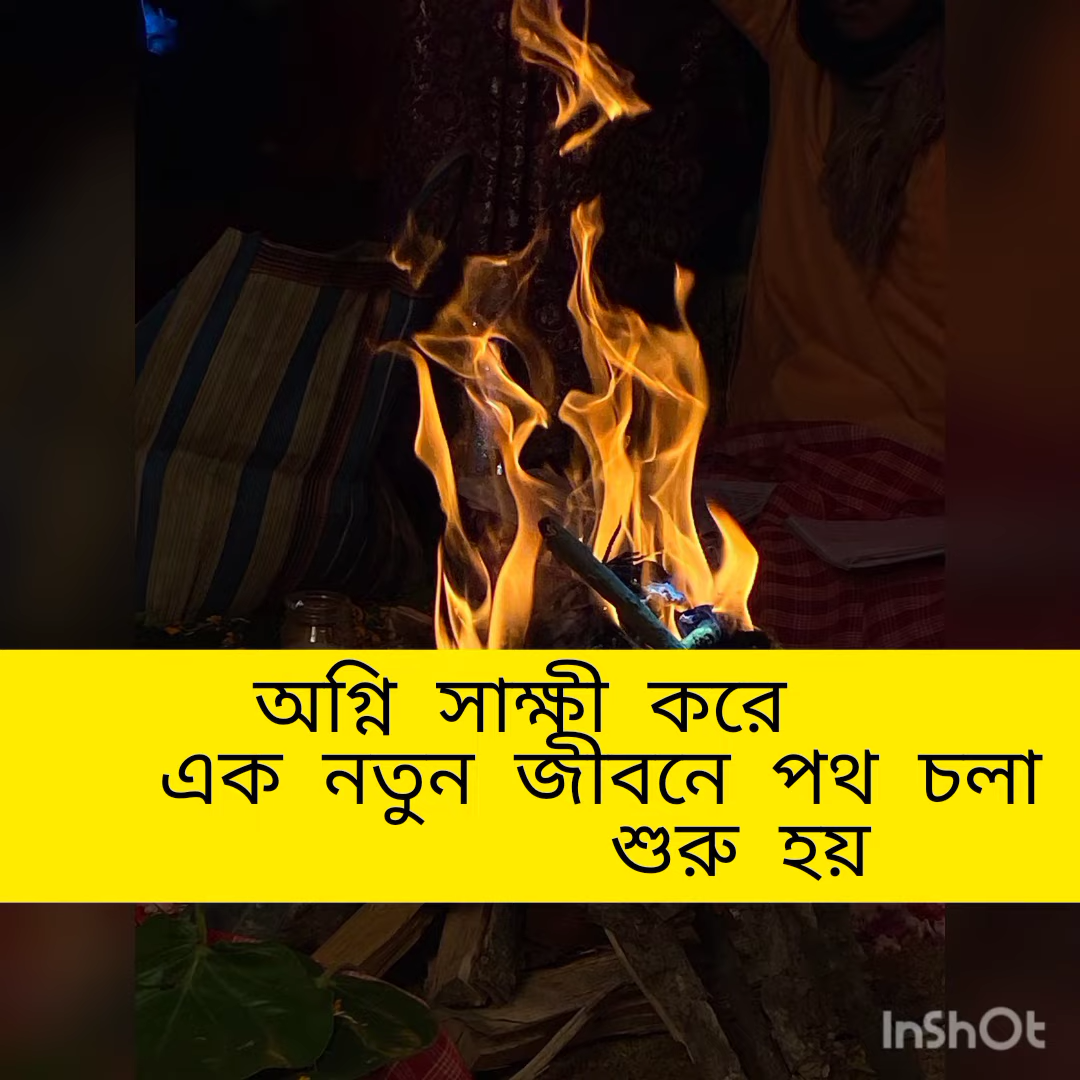 অগ্নি সাক্ষী করে
এক নতুন জীবনে পথ চলা
শুরু হয়
InShOt